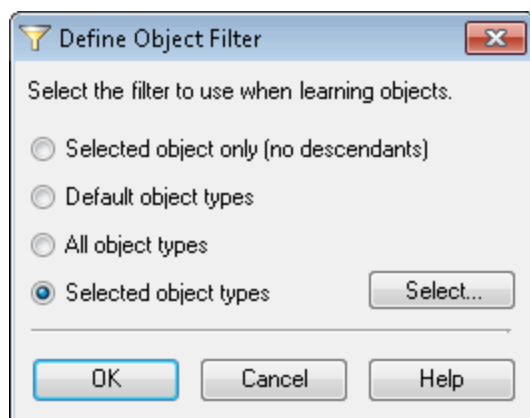 Define Object Filter
Select the filter to use when learning objects.
Selected object only (no descendants)
Default object types
All object types
Selected object types Select...
OK Cancel Help